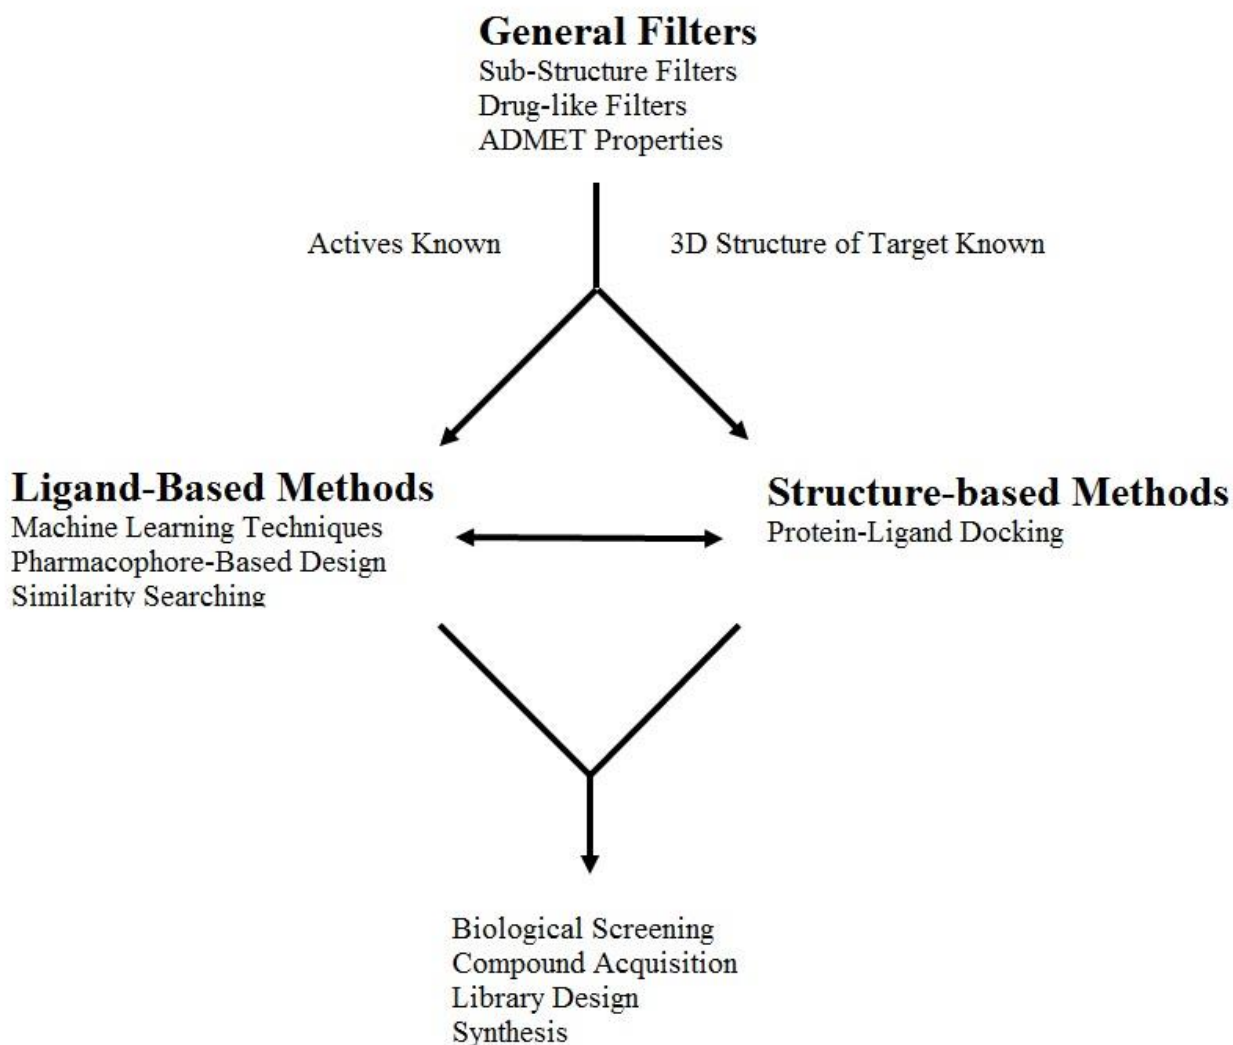 General Filters
Sub-Structure Filters
Drug-like Filters
ADMET Properties
Actives Known
3D Structure of Target Known
Ligand-Based Methods
Machine Learning Techniques
Pharmacophore-Based Design
Similarity Searching
Structure-based Methods
Protein-Ligand Docking
Biological Screening
Compound Acquisition
Library Design
Synthesis